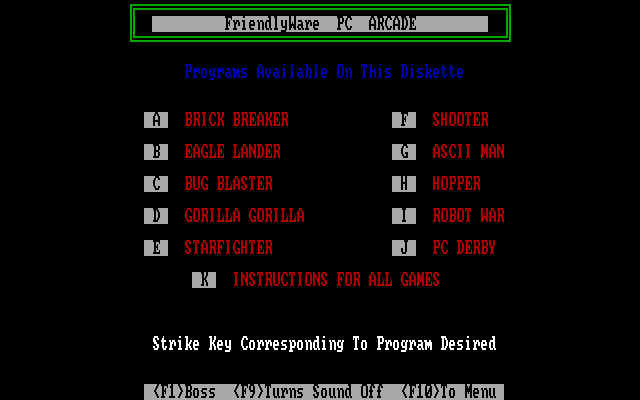 FriendlyWare PC ARCADE
Programs Available On This Diskette
A BRICK BREAKER F SHOOTER
B EAGLE LANDER G ASCII MAN
C BUG BLASTER H HOPPER
D GORILLA GORILLA I ROBOT WAR
E STARFIGHTER J PC DERBY
K INSTRUCTIONS FOR ALL GAMES
Strike Key Corresponding To Program Desired
<F1>Boss <F9>Turns Sound Off <F10>To Menu